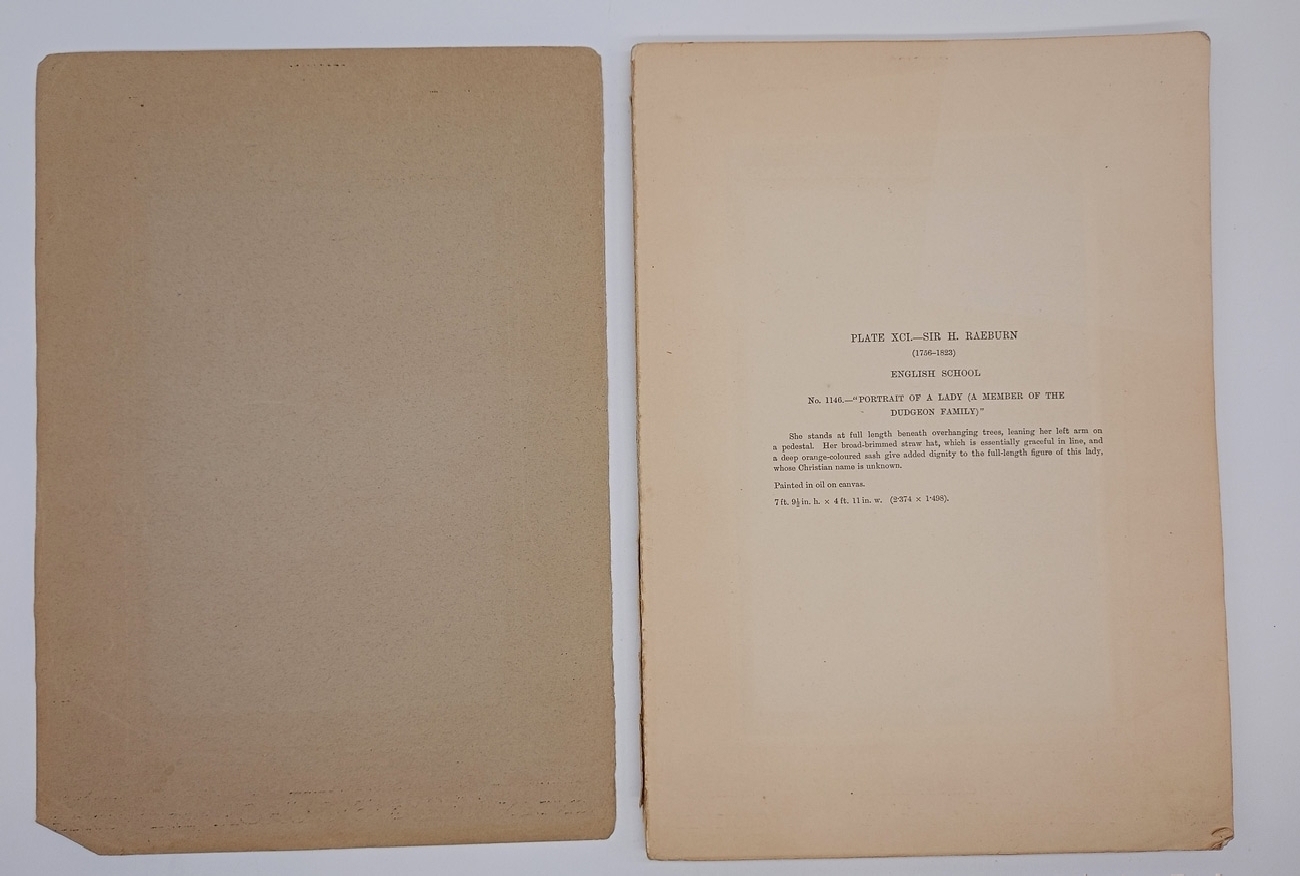 PLATE XCI.—SIR H. RAEBURN
(1756–1823)
ENGLISH SCHOOL
No. 1146.—"PORTRAIT OF A LADY (A MEMBER OF THE
DUDGEON FAMILY)"
She stands at full length beneath overhanging trees, leaning her left arm on
a pedestal. Her broad-brimmed straw hat, which is essentially graceful in line, and
a deep orange-coloured sash give added dignity to the full-length figure of this lady,
whose Christian name is unknown.
Painted in oil on canvas.
7 ft. 9½ in. h. × 4 ft. 11 in. w. (2·374 × 1·498).